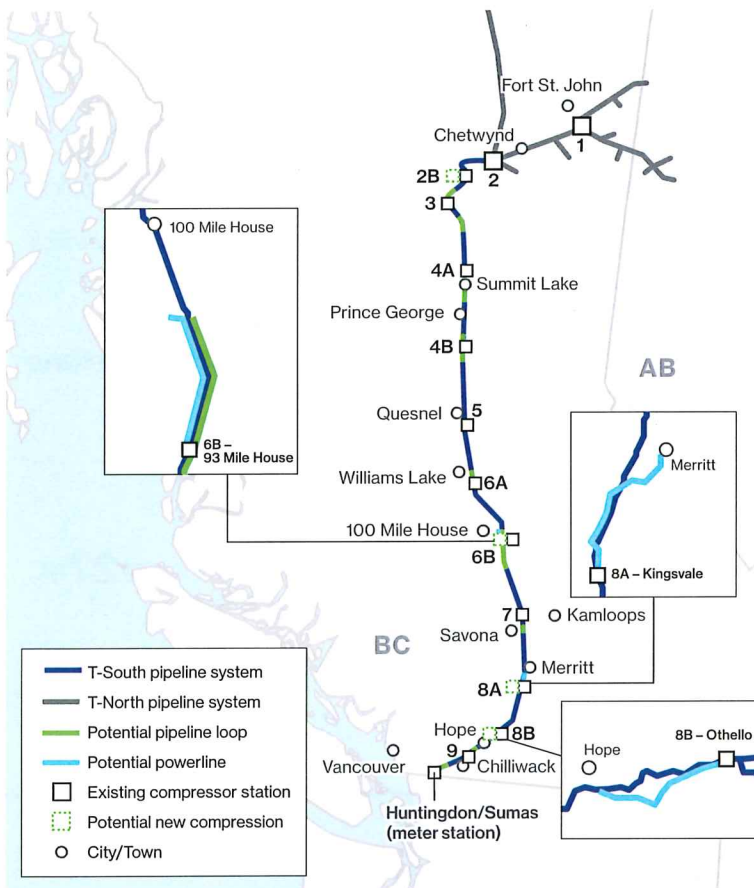 Fort St. John
Chetwynd
1
2
2B
3
100 Mile House
4A
Summit Lake
Prince George
4B
AB
Quesnel
5
6B –
93 Mile House
Merritt
Williams Lake
6A
100 Mile House
6B
8A – Kingsvale
7
Kamloops
Savona
BC
Merritt
8A
T-South pipeline system
T-North pipeline system
Potential pipeline loop
Potential powerline
Existing compressor station
Potential new compression
City/Town
Hope
8B
9
Vancouver
Chilliwack
Huntingdon/Sumas
(meter station)
8B – Othello
Hope